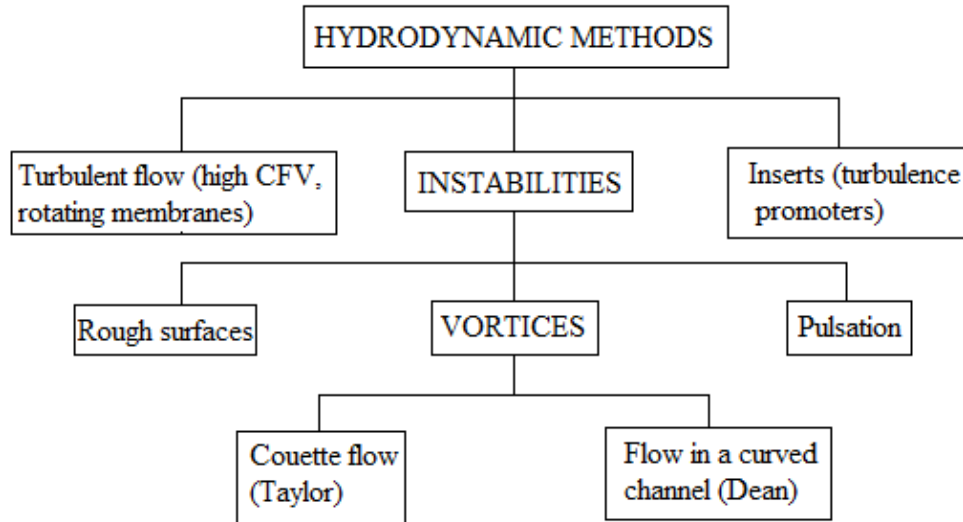 HYDRODYNAMIC METHODS
Turbulent flow (high CFV,
rotating membranes)
INSTABILITIES
Inserts (turbulence
promoters)
Rough surfaces
VORTICES
Pulsation
Couette flow
(Taylor)
Flow in a curved
channel (Dean)